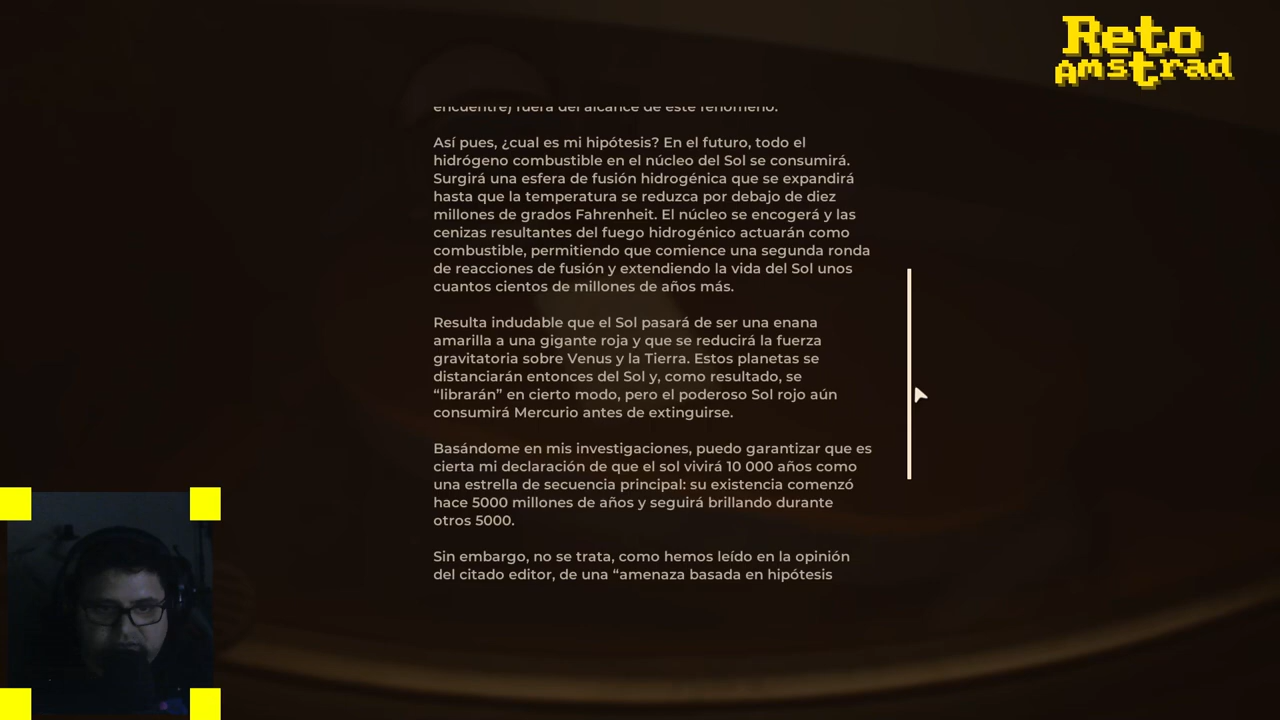 Reto
Amstrad
encuentre) fuera del alcance de este fenómeno.
Así pues, ¿cual es mi hipótesis? En el futuro, todo el
hidrógeno combustible en el núcleo del Sol se consumirá.
Surgirá una esfera de fusión hidrogénica que se expandirá
hasta que la temperatura se reduzca por debajo de diez
millones de grados Fahrenheit. El núcleo se encogerá y las
cenizas resultantes del fuego hidrogénico actuarán como
combustible, permitiendo que comience una segunda ronda
de reacciones de fusión y extendiendo la vida del Sol unos
cuantos cientos de millones de años más.
Resulta indudable que el Sol pasará de ser una enana
amarilla a una gigante roja y que se reducirá la fuerza
gravitatoria sobre Venus y la Tierra. Estos planetas se
distanciarán entonces del Sol y, como resultado, se
“librarán” en cierto modo, pero el poderoso Sol rojo aún
consumirá Mercurio antes de extinguirse.
Basándome en mis investigaciones, puedo garantizar que es
cierta mi declaración de que el sol vivirá 10 000 años como
una estrella de secuencia principal: su existencia comenzó
hace 5000 millones de años y seguirá brillando durante
otros 5000.
Sin embargo, no se trata, como hemos leído en la opinión
del citado editor, de una “amenaza basada en hipótesis